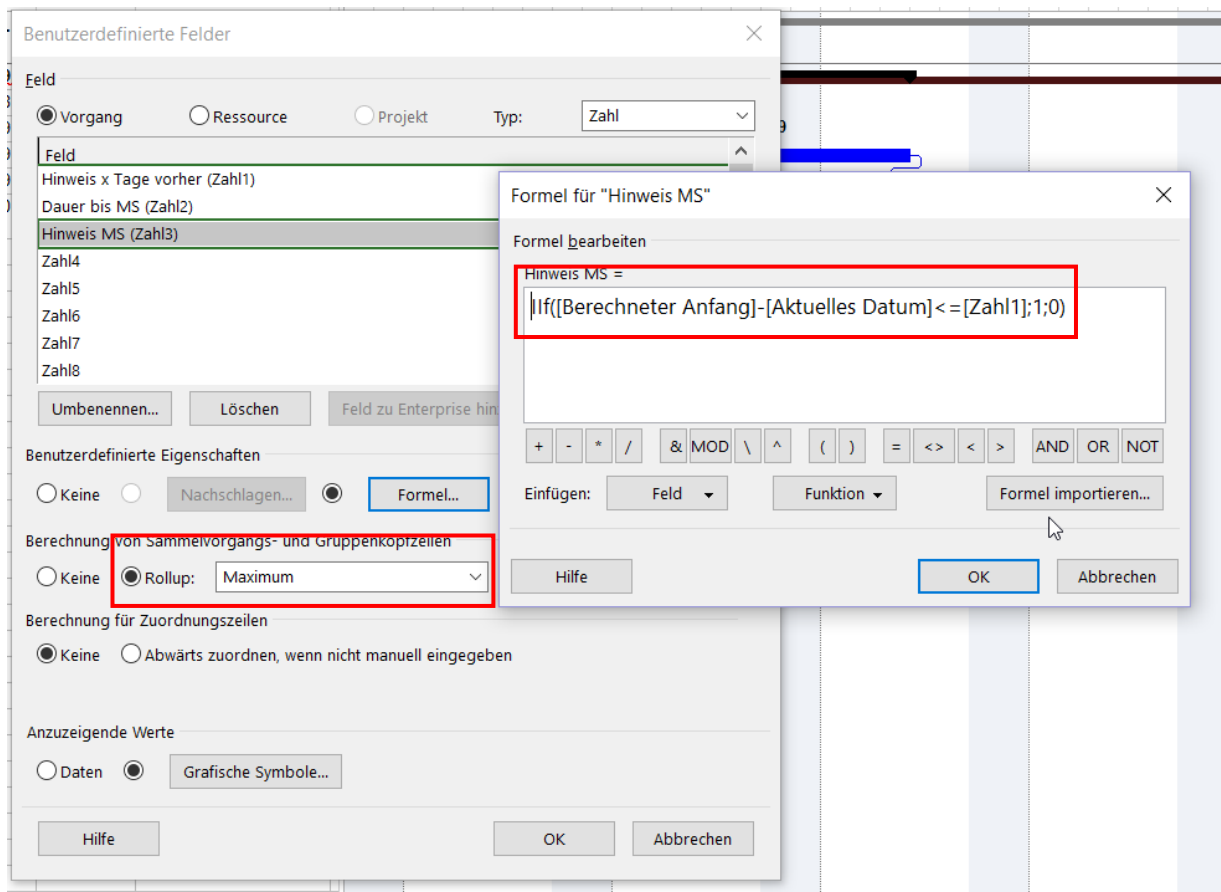 Benutzerdefinierte Felder
Feld
Vorgang Ressource Projekt Typ: Zahl
Feld
Hinweis x Tage vorher (Zahl1)
Dauer bis MS (Zahl2)
Hinweis MS (Zahl3)
Zahl4
Zahl5
Zahl6
Zahl7
Zahl8
Umbenennen... Löschen Feld zu Enterprise hin
Benutzerdefinierte Eigenschaften
Keine Nachschlagen... Formel...
Berechnung von Sammelvorgangs- und Gruppenkopfzeilen
Keine Rollup: Maximum
Berechnung für Zuordnungszeilen
Keine Abwärts zuordnen, wenn nicht manuell eingegeben
Anzuzeigende Werte
Daten Grafische Symbole...
Hilfe OK Abbrechen
Formel für "Hinweis MS"
Formel bearbeiten
Hinweis MS =
IIf([Berechneter Anfang]-[Aktuelles Datum]<=[Zahl1];1;0)
+ - * / & MOD \ ^ ( ) = <> < > AND OR NOT
Einfügen: Feld Funktion Formel importieren...
Hilfe OK Abbrechen